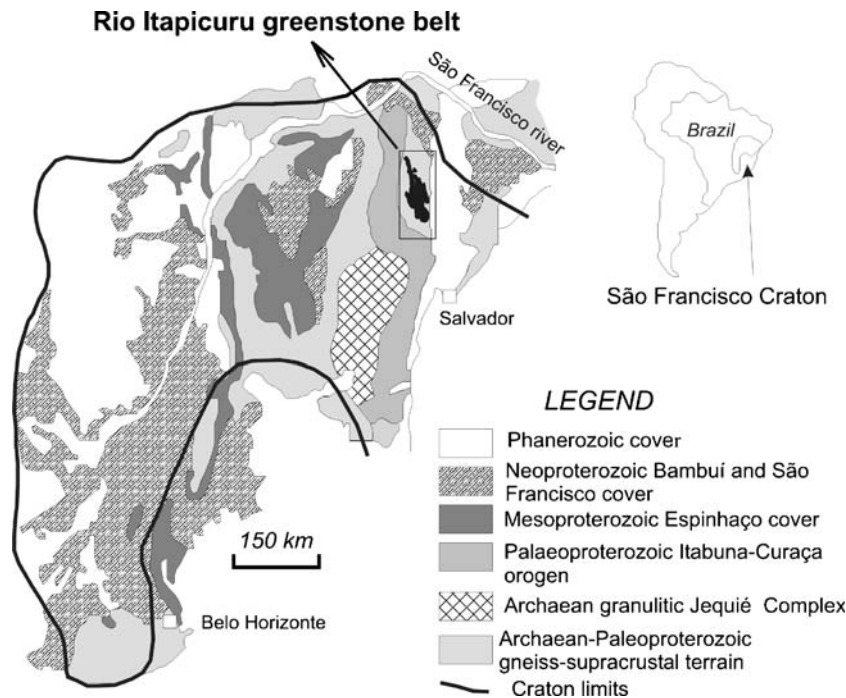 Rio Itapicuru greenstone belt
São Francisco river
Brazil
São Francisco Craton
Salvador
150 km
Belo Horizonte
LEGEND
Phanerozoic cover
Neoproterozoic Bambuí and São
Francisco cover
Mesoproterozoic Espinhaço cover
Palaeoproterozoic Itabuna-Curaça
orogen
Archaean granulitic Jequié Complex
Archaean-Paleoproterozoic
gneiss-supracrustal terrain
Craton limits